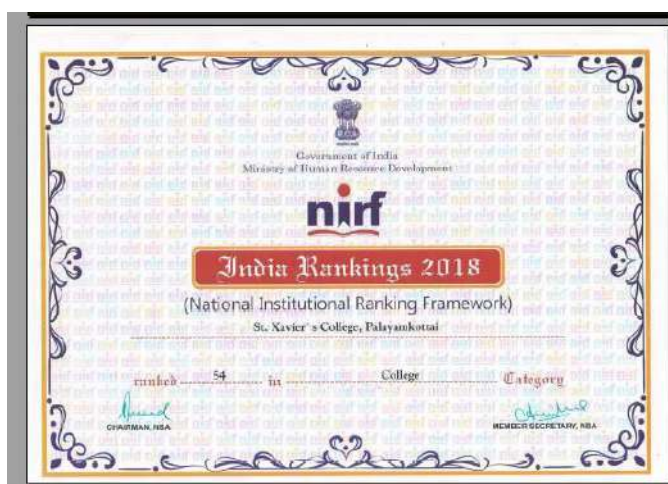 Government of India
Ministry of Human Resource Development
nirf
India Rankings 2018
(National Institutional Ranking Framework)
St. Xavier's College, Palayamkottai
ranked 54 in College Category
CHAIRMAN, NBA
MEMBER SECRETARY, NBA